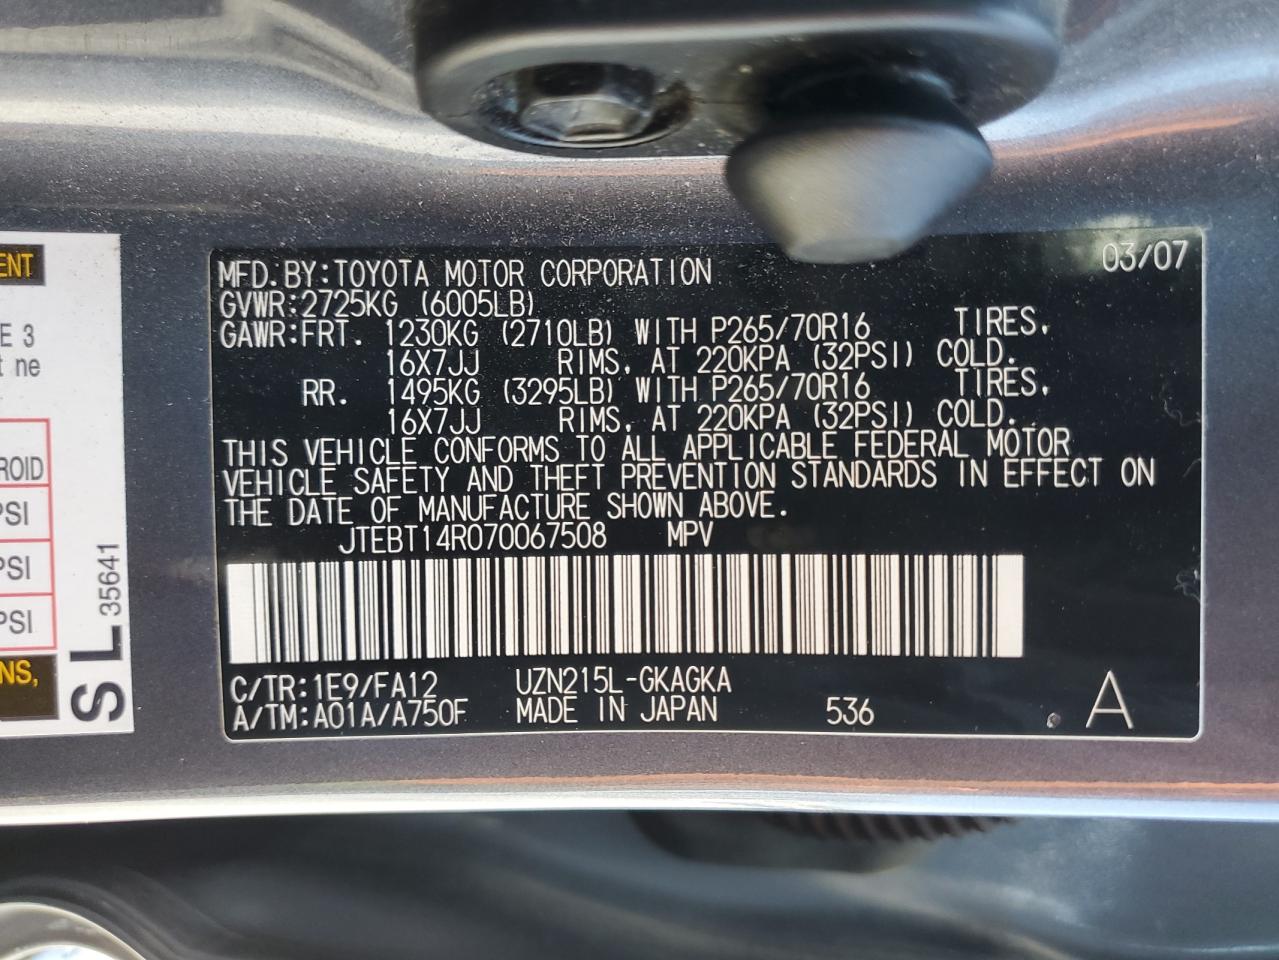 ENT
E 3
t ne
ROID
PSI
PSI
PSI
NS,
S L 35641
MFD.BY:TOYOTA MOTOR CORPORATION 03/07
GVWR:2725KG (6005LB)
GAWR:FRT. 1230KG (2710LB) WITH P265/70R16 TIRES,
16X7JJ RIMS, AT 220KPA (32PSI) COLD.
RR. 1495KG (3295LB) WITH P265/70R16 TIRES,
16X7JJ RIMS, AT 220KPA (32PSI) COLD.
THIS VEHICLE CONFORMS TO ALL APPLICABLE FEDERAL MOTOR
VEHICLE SAFETY AND THEFT PREVENTION STANDARDS IN EFFECT ON
THE DATE OF MANUFACTURE SHOWN ABOVE.
JTEBT14R070067508 MPV
C/TR:1E9/FA12 UZN215L-GKAGKA
A/TM:A01A/A750F MADE IN JAPAN 536 A